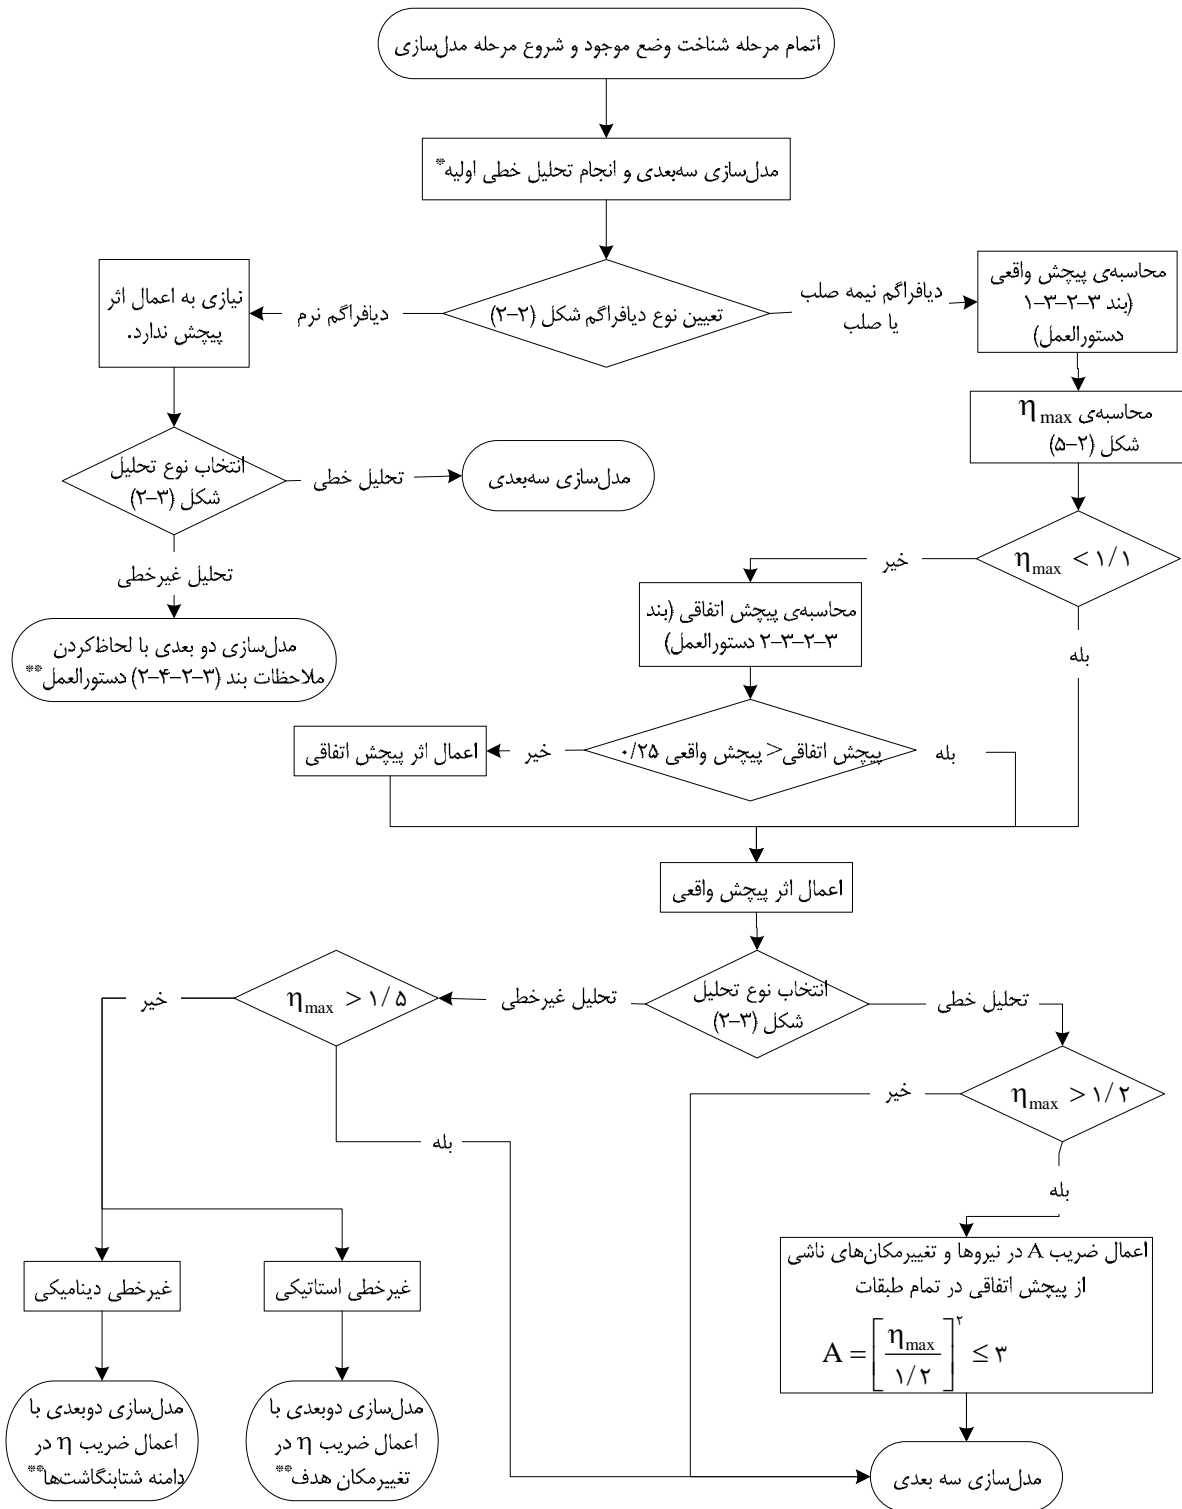 اتمام مرحله شناخت وضع موجود و شروع مرحله مدل‌سازی
مدل‌سازی سه‌بعدی و انجام تحلیل خطی اولیه*
تعیین نوع دیافراگم شکل (۲-۲)
دیافراگم نیمه صلب
یا صلب
محاسبه‌ی پیچش واقعی
(بند ۳-۲-۳-۱
دستورالعمل)
دیافراگم نرم
نیازی به اعمال اثر
پیچش ندارد.
محاسبه‌ی η max
شکل (۲-۵)
انتخاب نوع تحلیل
شکل (۲-۳)
تحلیل خطی
مدل‌سازی سه‌بعدی
تحلیل غیرخطی
مدل‌سازی دو بعدی با لحاظ‌کردن
ملاحظات بند (۳-۲-۴-۲) دستورالعمل**
η max < ۱/۱
خیر
بله
محاسبه‌ی پیچش اتفاقی (بند
۳-۲-۳-۲ دستورالعمل)
پیچش اتفاقی< پیچش واقعی ۰/۲۵
بله
خیر
اعمال اثر پیچش اتفاقی
اعمال اثر پیچش واقعی
انتخاب نوع تحلیل
شکل (۲-۳)
تحلیل خطی
تحلیل غیرخطی
η max > ۱/۵
خیر
بله
η max > ۱/۲
خیر
بله
اعمال ضریب A در نیروها و تغییرمکان‌های ناشی
از پیچش اتفاقی در تمام طبقات
A = [η max / ۱/۲]^۲ ≤ ۳
غیرخطی استاتیکی
غیرخطی دینامیکی
مدل‌سازی سه بعدی
مدل‌سازی دوبعدی با
اعمال ضریب η در
تغییرمکان هدف**
مدل‌سازی دوبعدی با
اعمال ضریب η در
دامنه شتابنگاشت‌ها**